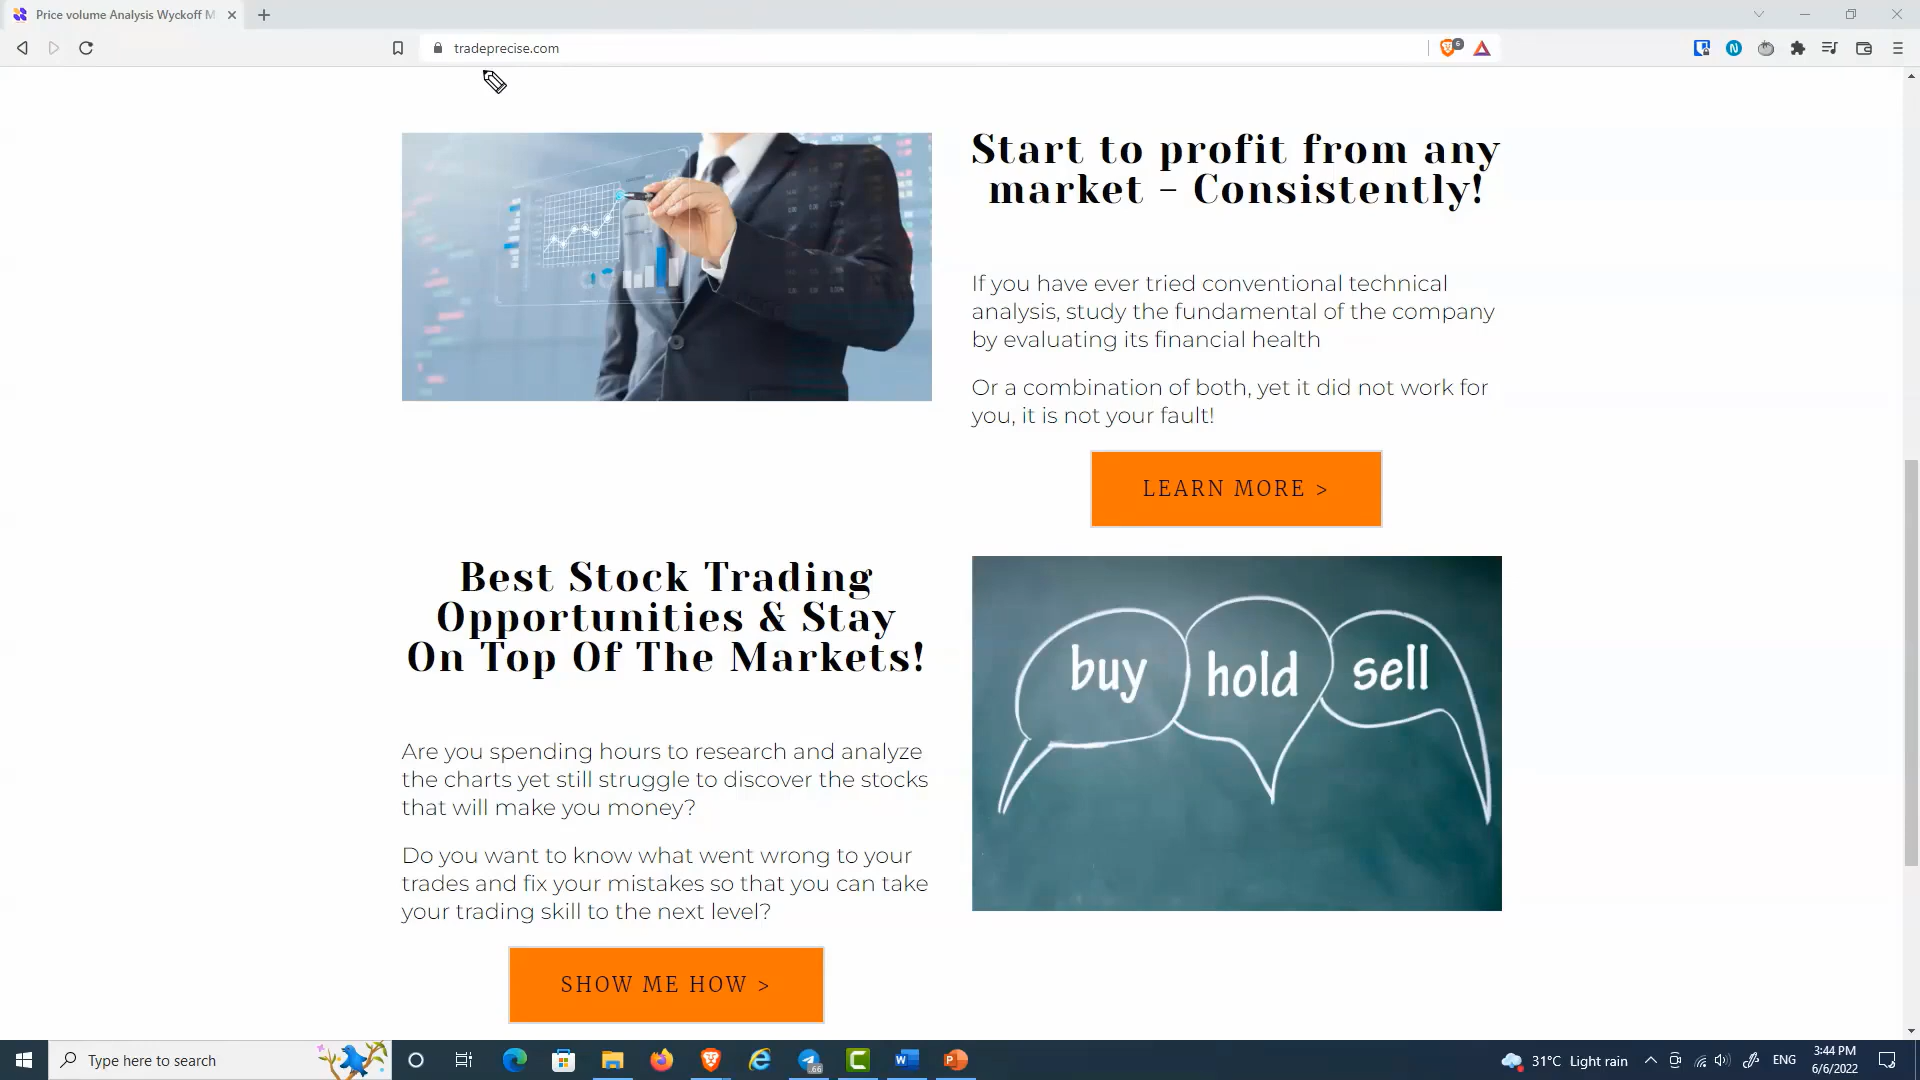 Price volume Analysis Wyckoff M
tradeprecise.com
6
N
Start to profit from any
market - Consistently!
If you have ever tried conventional technical
analysis, study the fundamental of the company
by evaluating its financial health
Or a combination of both, yet it did not work for
you, it is not your fault!
LEARN MORE >
Best Stock Trading
Opportunities & Stay
On Top Of The Markets!
Are you spending hours to research and analyze
the charts yet still struggle to discover the stocks
that will make you money?
Do you want to know what went wrong to your
trades and fix your mistakes so that you can take
your trading skill to the next level?
SHOW ME HOW >
buy hold sell
Type here to search
66
31°C Light rain
ENG
3:44 PM
6/6/2022